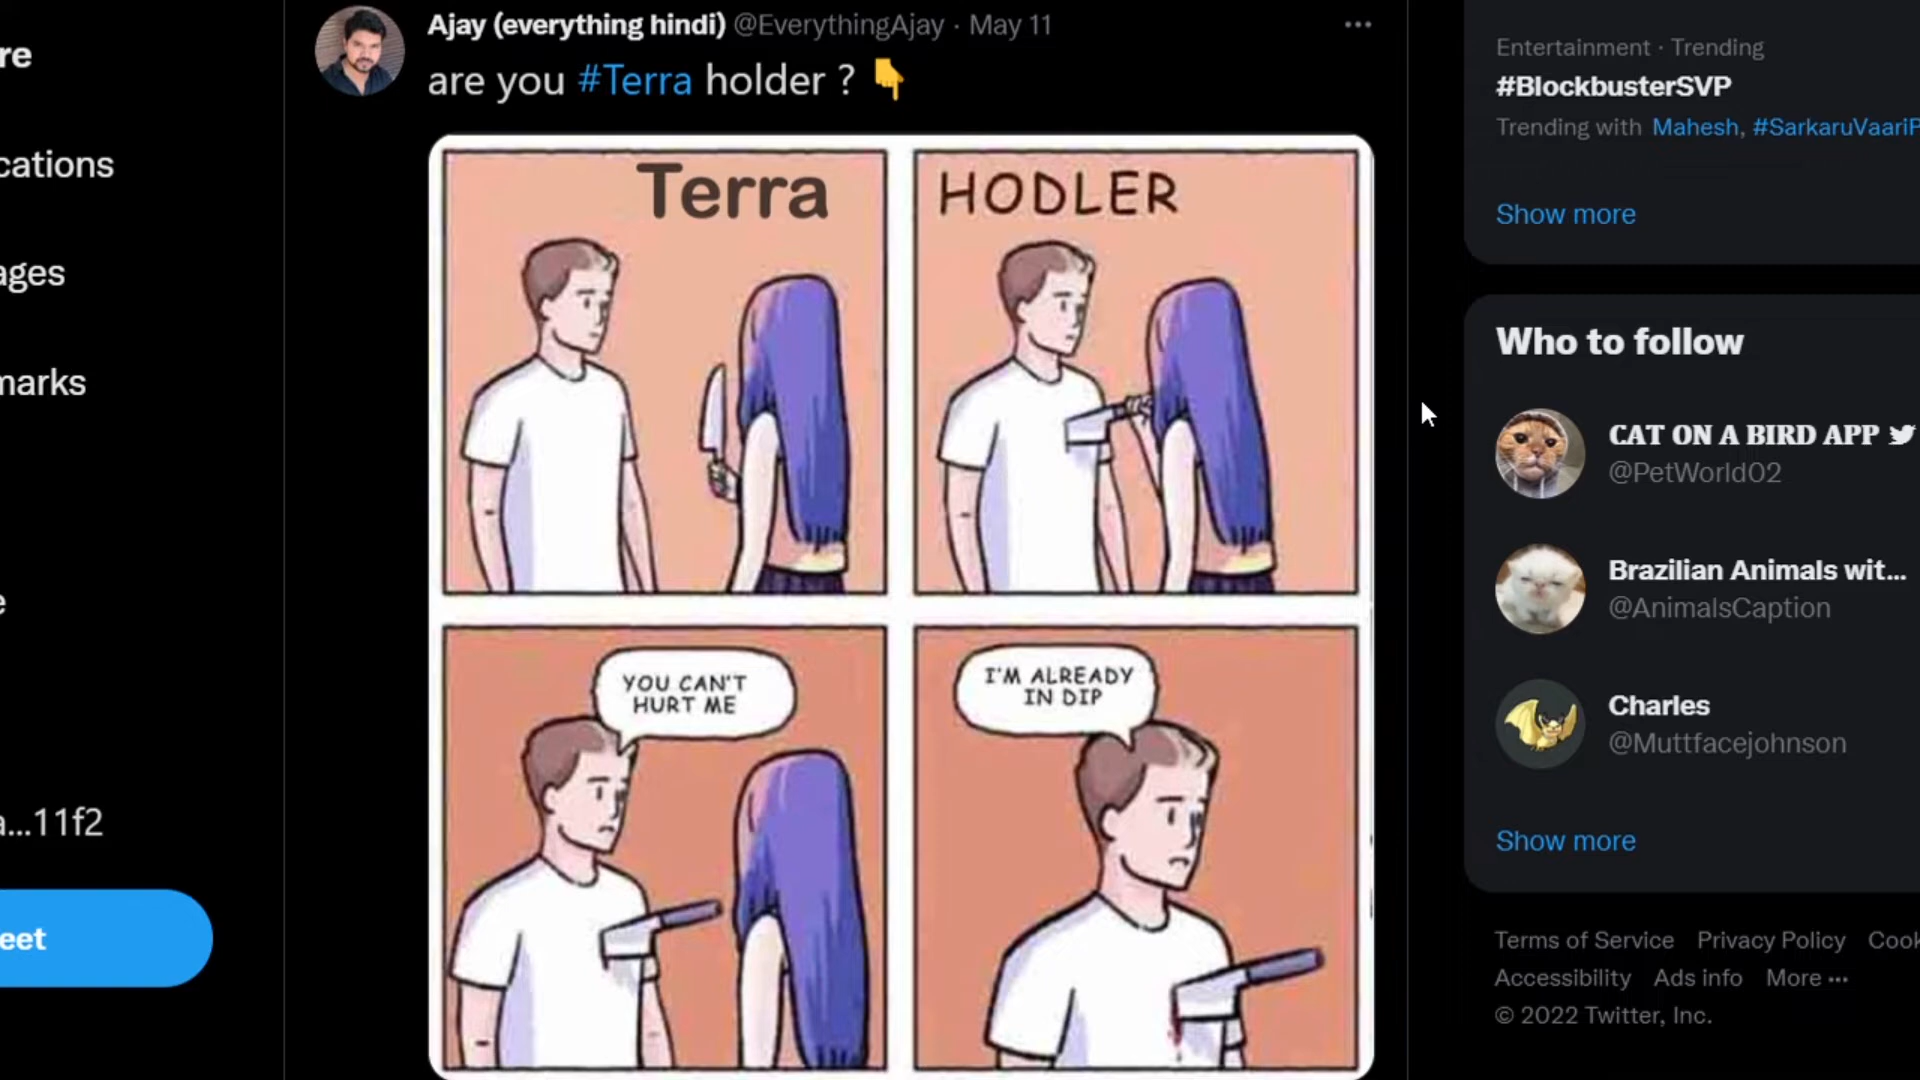 Ajay (everything hindi) @EverythingAjay · May 11
are you #Terra holder ? 👇
Terra
HODLER
YOU CAN'T
HURT ME
I'M ALREADY
IN DIP
re
cations
ages
marks
e
a...11f2
eet
Entertainment · Trending
#BlockbusterSVP
Trending with Mahesh, #SarkaruVaariP
Show more
Who to follow
CAT ON A BIRD APP
@PetWorld02
Brazilian Animals wit...
@AnimalsCaption
Charles
@Muttfacejohnson
Show more
Terms of Service Privacy Policy Cook
Accessibility Ads info More ···
© 2022 Twitter, Inc.